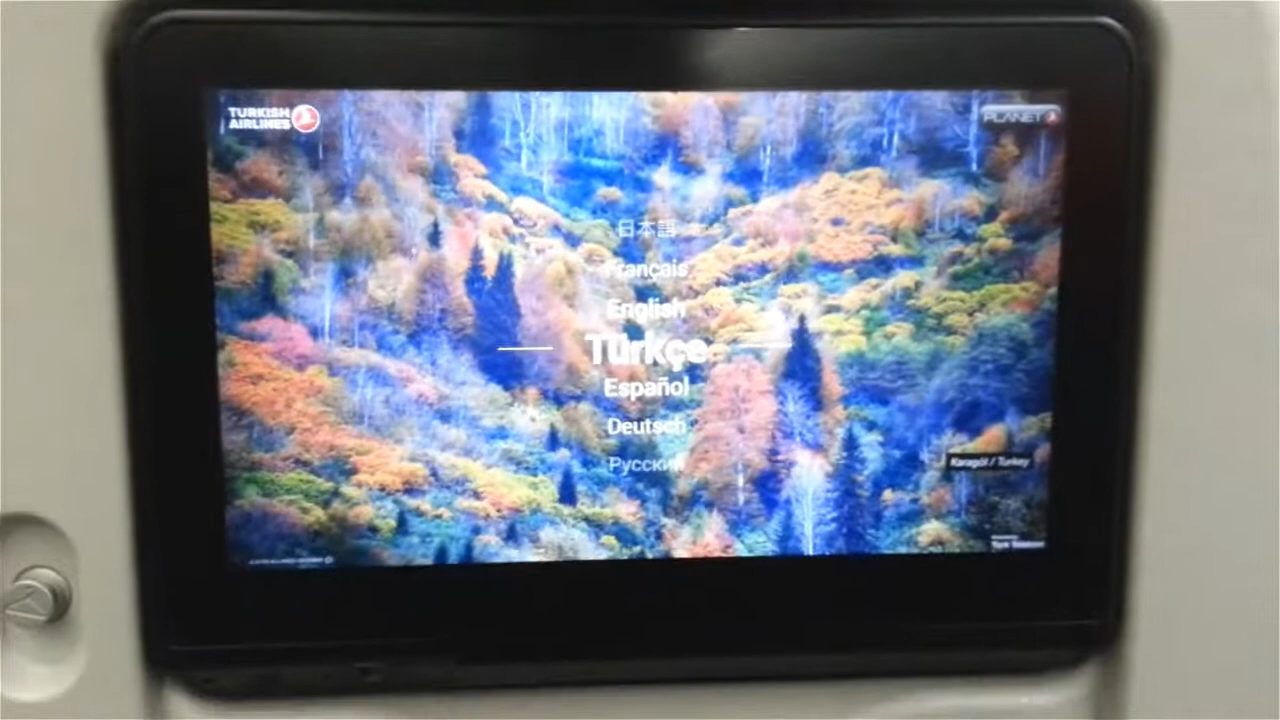 TURKISH
AIRLINES
PLANET
日本語
Français
English
Türkçe
Español
Deutsch
Русский
Karagöl / Turkey